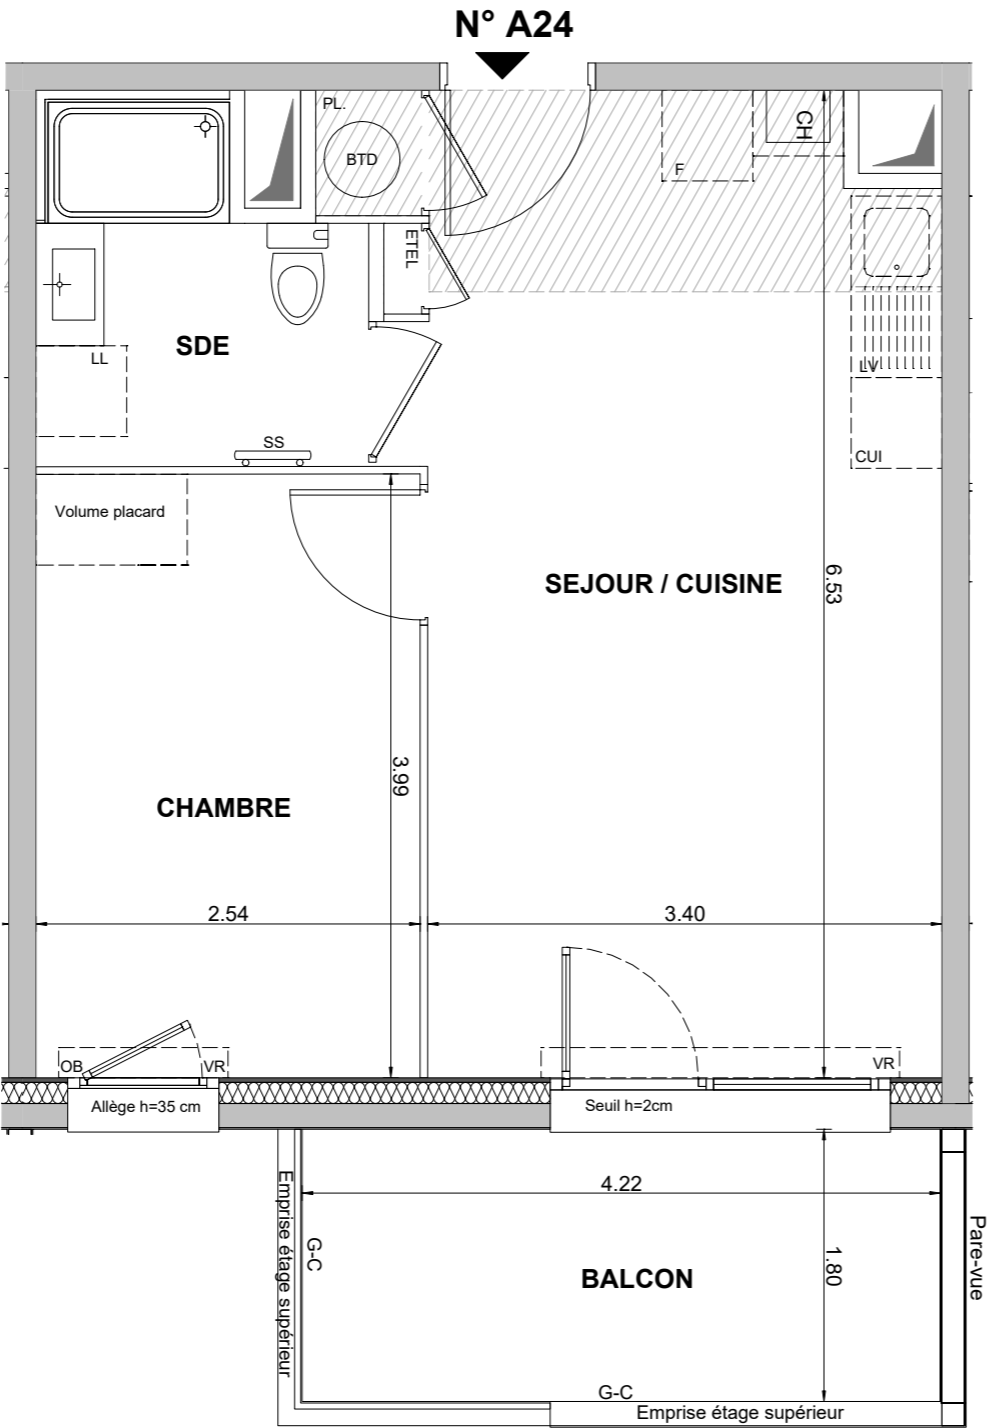 N° A24
PL.
BTD
F
CH
ETEL
SDE
LL
LV
SS
CUI
Volume placard
SEJOUR / CUISINE
6.53
3.99
CHAMBRE
2.54
3.40
OB
VR
VR
Allège h=35 cm
Seuil h=2cm
4.22
Emprise étage supérieur
G-C
BALCON
1.80
Pare-vue
G-C
Emprise étage supérieur